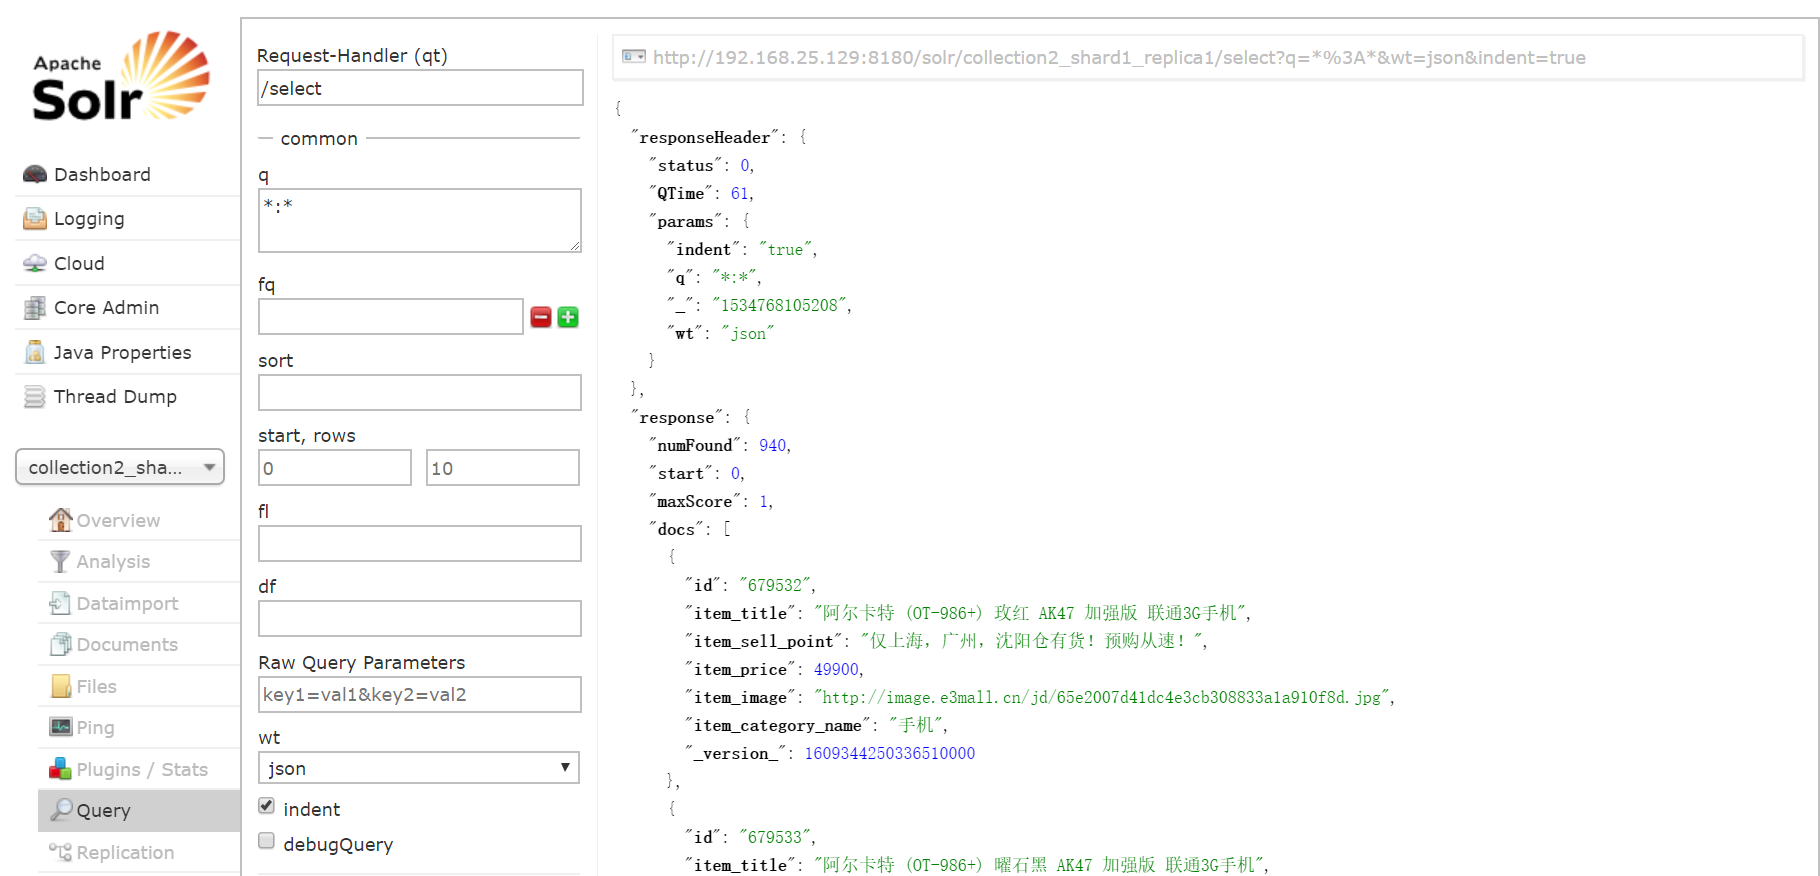 Apache
Solr
Dashboard
Logging
Cloud
Core Admin
Java Properties
Thread Dump
collection2_sha...
Overview
Analysis
Dataimport
Documents
Files
Ping
Plugins / Stats
Query
Replication
Request-Handler (qt)
/select
common
q
*:*
fq
sort
start, rows
0 10
fl
df
Raw Query Parameters
key1=val1&key2=val2
wt
json
indent
debugQuery
http://192.168.25.129:8180/solr/collection2_shard1_replica1/select?q=*%3A*&wt=json&indent=true
{
"responseHeader": {
"status": 0,
"QTime": 61,
"params": {
"indent": "true",
"q": "*:*",
"_": "1534768105208",
"wt": "json"
}
},
"response": {
"numFound": 940,
"start": 0,
"maxScore": 1,
"docs": [
{
"id": "679532",
"item_title": "阿尔卡特 (OT-986+) 玫红 AK47 加强版 联通3G手机",
"item_sell_point": "仅上海，广州，沈阳仓有货！预购从速！",
"item_price": 49900,
"item_image": "http://image.e3mall.cn/jd/65e2007d41dc4e3cb308833a1a910f8d.jpg",
"item_category_name": "手机",
"_version_": 1609344250336510000
},
{
"id": "679533",
"item_title": "阿尔卡特 (OT-986+) 曜石黑 AK47 加强版 联通3G手机",